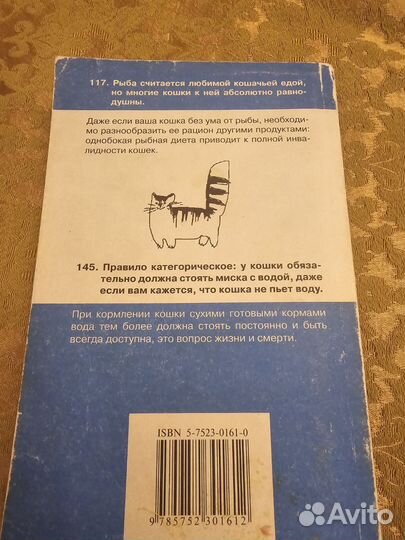 117. Рыба считается любимой кошачьей едой,
но многие кошки к ней абсолютно равно-
душны.
Даже если ваша кошка без ума от рыбы, необходи-
мо разнообразить ее рацион другими продуктами:
однобокая рыбная диета приводит к полной инва-
лидности кошек.
145. Правило категорическое: у кошки обяза-
тельно должна стоять миска с водой, даже
если вам кажется, что кошка не пьет воду.
При кормлении кошки сухими готовыми кормами
вода тем более должна стоять постоянно и быть
всегда доступна, это вопрос жизни и смерти.
ISBN 5-7523-0161-0
9 785752 301612
Avito